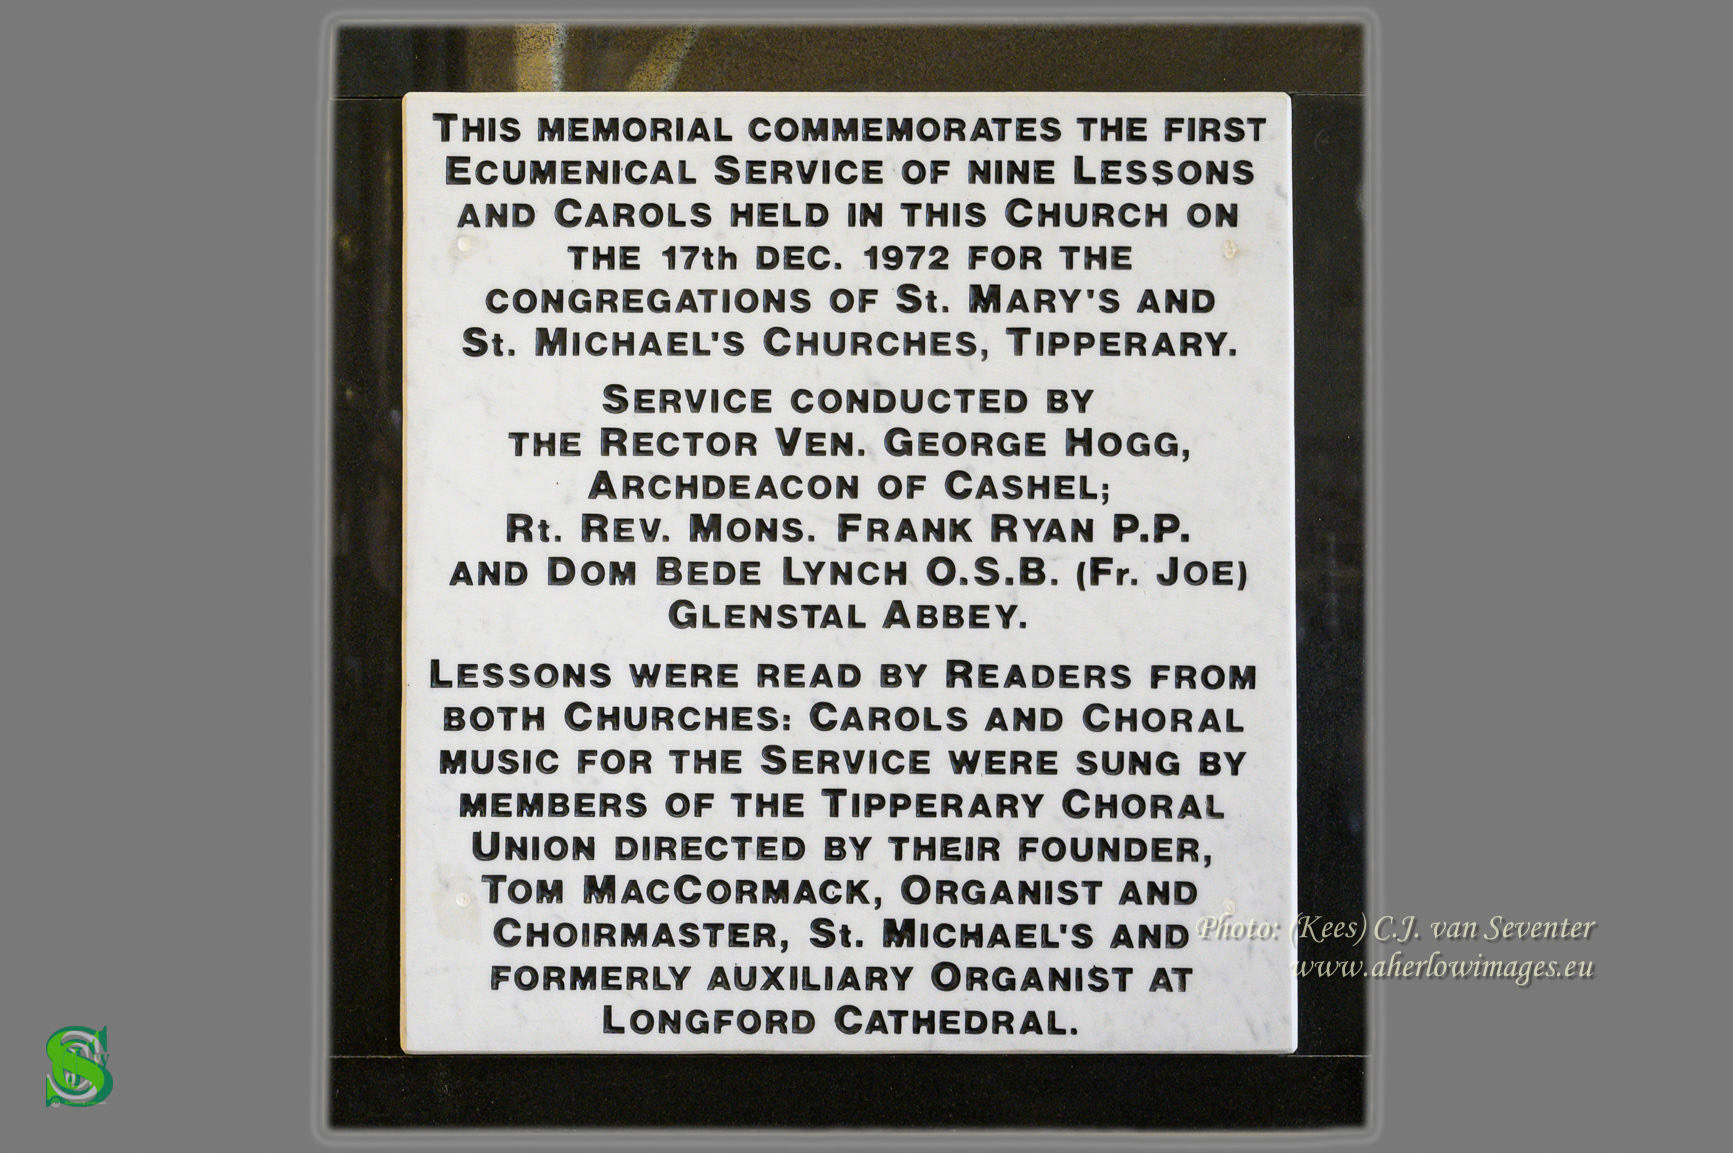 THIS MEMORIAL COMMEMORATES THE FIRST
ECUMENICAL SERVICE OF NINE LESSONS
AND CAROLS HELD IN THIS CHURCH ON
THE 17th DEC. 1972 FOR THE
CONGREGATIONS OF St. MARY'S AND
St. MICHAEL'S CHURCHES, TIPPERARY.
SERVICE CONDUCTED BY
THE RECTOR VEN. GEORGE HOGG,
ARCHDEACON OF CASHEL;
Rt. REV. MONS. FRANK RYAN P.P.
AND DOM BEDE LYNCH O.S.B. (Fr. JOE)
GLENSTAL ABBEY.
LESSONS WERE READ BY READERS FROM
BOTH CHURCHES: CAROLS AND CHORAL
MUSIC FOR THE SERVICE WERE SUNG BY
MEMBERS OF THE TIPPERARY CHORAL
UNION DIRECTED BY THEIR FOUNDER,
TOM MACCORMACK, ORGANIST AND
CHOIRMASTER, St. MICHAEL'S AND
FORMERLY AUXILIARY ORGANIST AT
LONGFORD CATHEDRAL.
Photo: (Kees) C.J. van Seventer
www.aherlowimages.eu